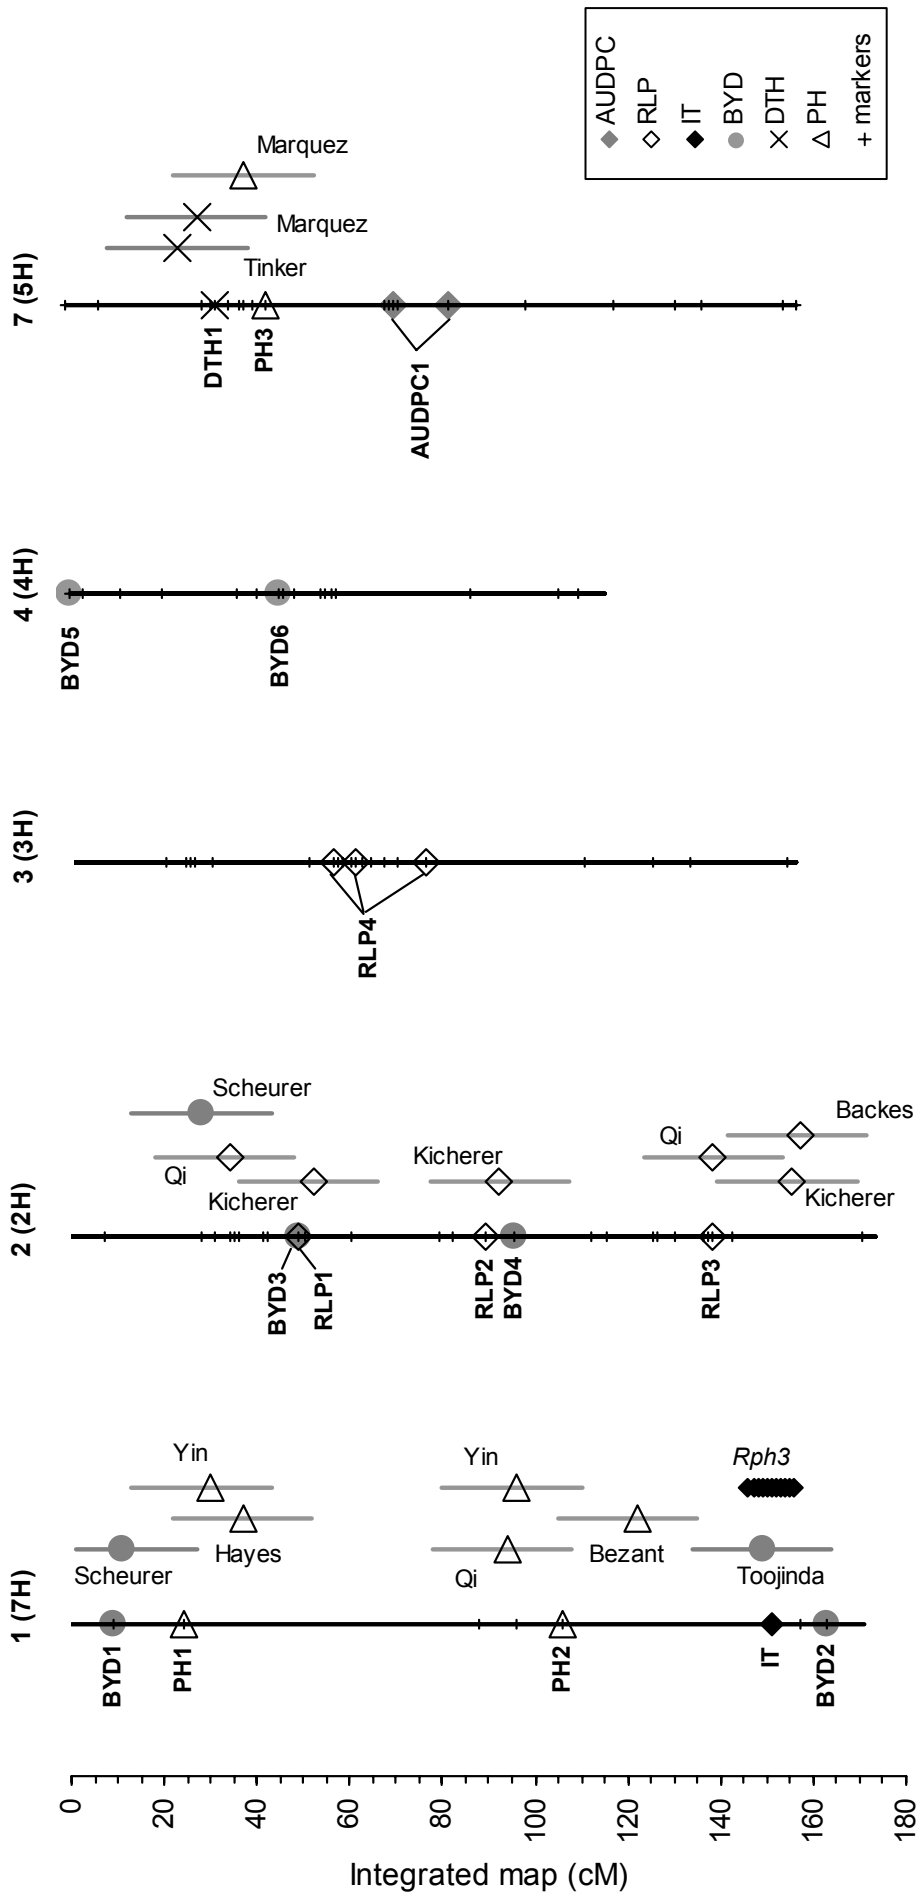 1 (7H)
2 (2H)
3 (3H)
4 (4H)
7 (5H)
Integrated map (cM)
0
20
40
60
80
100
120
140
160
180
BYD1
PH1
PH2
IT
BYD2
Scheurer
Hayes
Yin
Qi
Yin
Bezant
Toojinda
Rph3
BYD3
RLP1
RLP2
BYD4
RLP3
Qi
Scheurer
Kicherer
Kicherer
Qi
Backes
Kicherer
RLP4
BYD5
BYD6
DTH1
PH3
AUDPC1
Tinker
Marquez
Marquez
AUDPC
RLP
IT
BYD
DTH
PH
markers